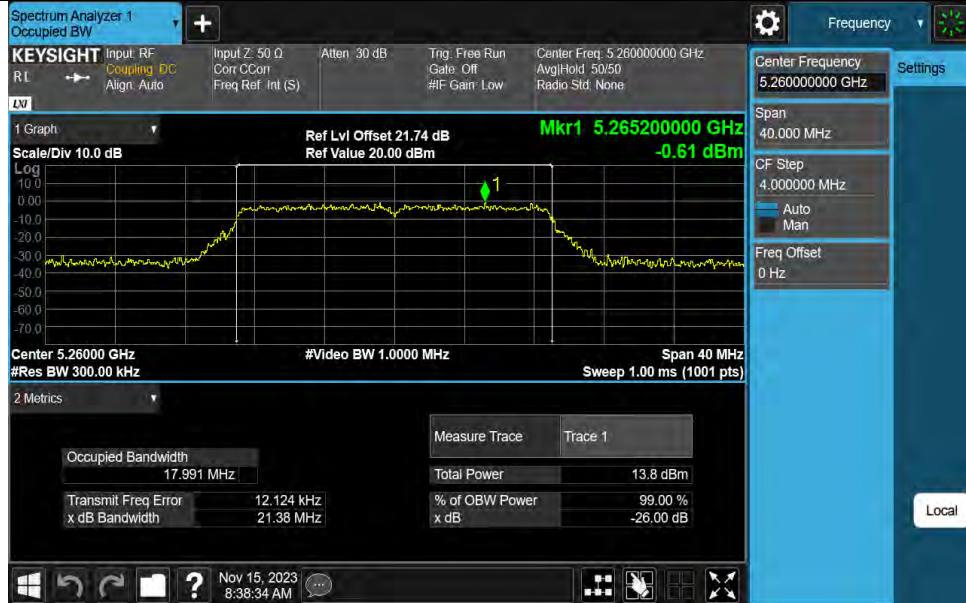 Spectrum Analyzer 1
Occupied BW
+
Frequency
KEYSIGHT
RL
LXI
Input: RF
Coupling: DC
Align: Auto
Input Z: 50 Ω
Corr CCorr
Freq Ref: Int (S)
Atten: 30 dB
Trig: Free Run
Gate: Off
#IF Gain: Low
Center Freq: 5.260000000 GHz
Avg|Hold: 50/50
Radio Std: None
Center Frequency
5.260000000 GHz
Settings
Span
40.000 MHz
CF Step
4.000000 MHz
Auto
Man
Freq Offset
0 Hz
Local
1 Graph
Scale/Div 10.0 dB
Ref Lvl Offset 21.74 dB
Ref Value 20.00 dBm
Mkr1 5.265200000 GHz
-0.61 dBm
Log
10.0
0.00
-10.0
-20.0
-30.0
-40.0
-50.0
-60.0
-70.0
1
Center 5.26000 GHz
#Video BW 1.0000 MHz
Span 40 MHz
#Res BW 300.00 kHz
Sweep 1.00 ms (1001 pts)
2 Metrics
Measure Trace Trace 1
Occupied Bandwidth
17.991 MHz
Total Power 13.8 dBm
Transmit Freq Error 12.124 kHz
% of OBW Power 99.00 %
x dB Bandwidth 21.38 MHz
x dB -26.00 dB
?
Nov 15, 2023
8:38:34 AM